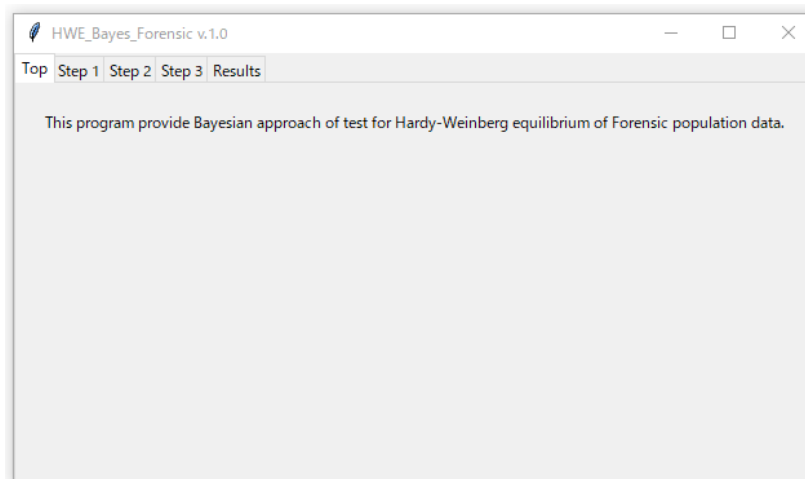 HWE_Bayes_Forensic v.1.0
Top Step 1 Step 2 Step 3 Results
This program provide Bayesian approach of test for Hardy-Weinberg equilibrium of Forensic population data.